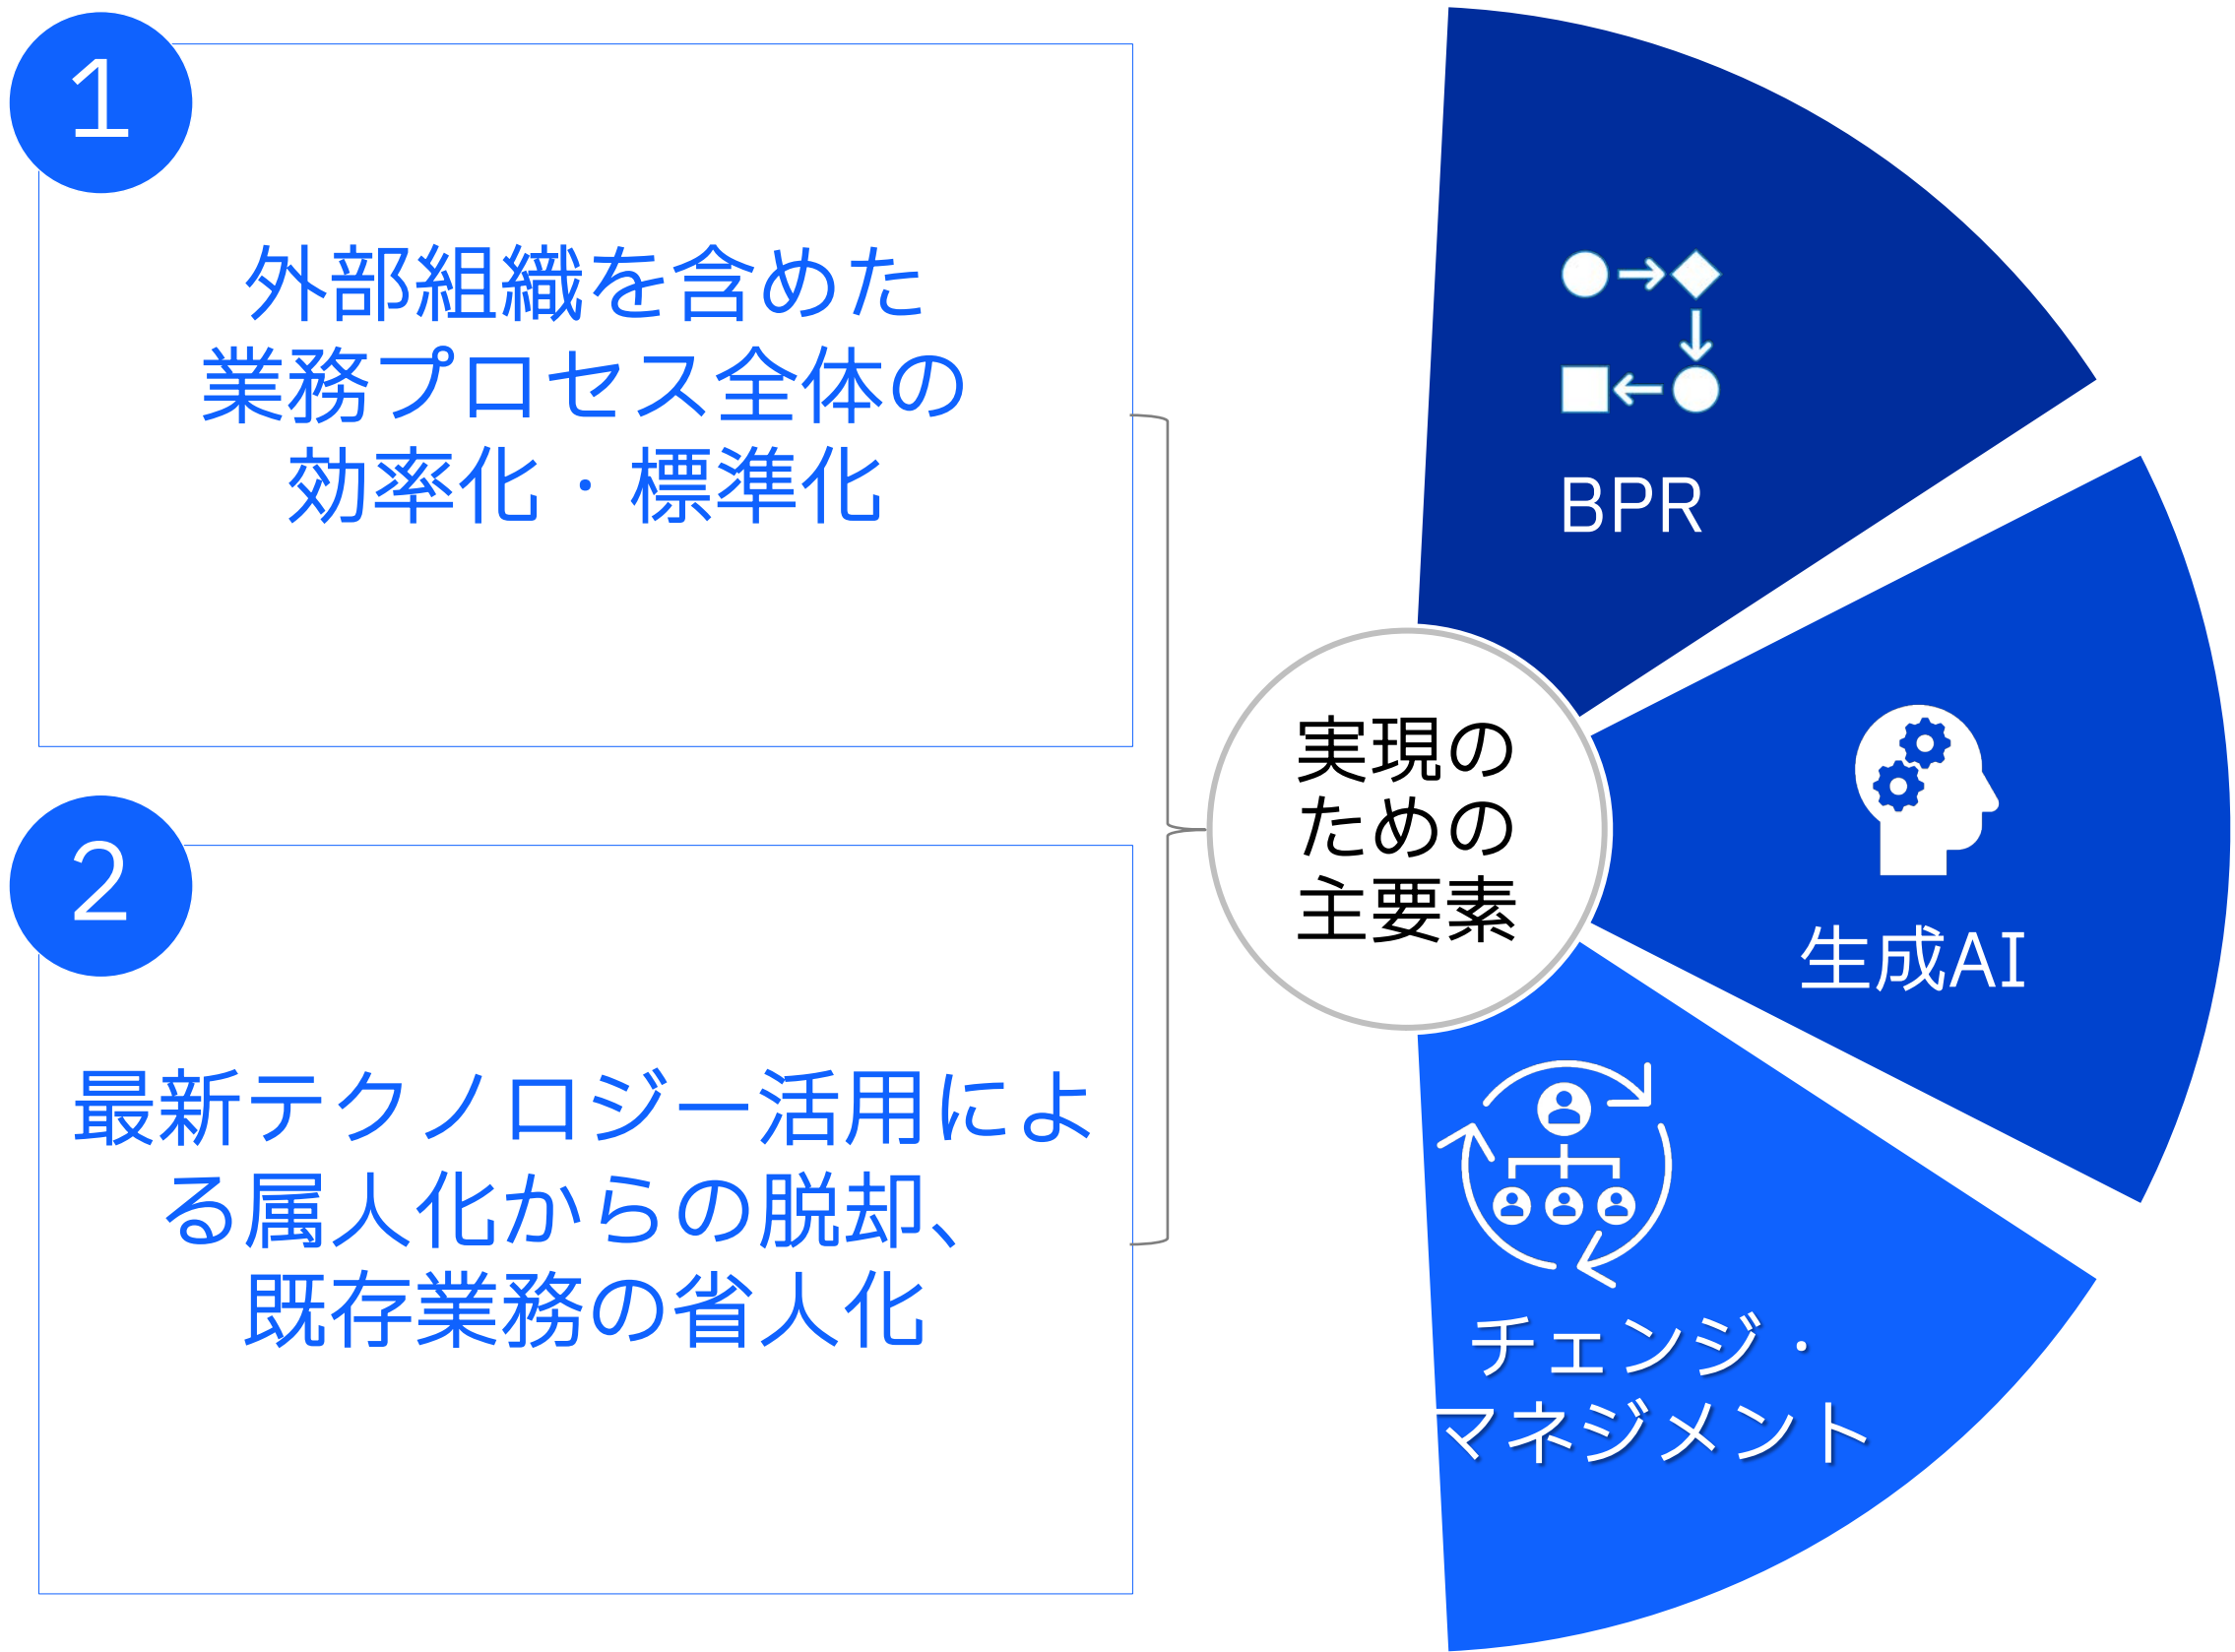 1
外部組織を含めた
業務プロセス全体の
効率化・標準化
2
最新テクノロジー活用によ
る属人化からの脱却、
既存業務の省人化
実現の
ための
主要素
BPR
生成AI
チェンジ・
マネジメント